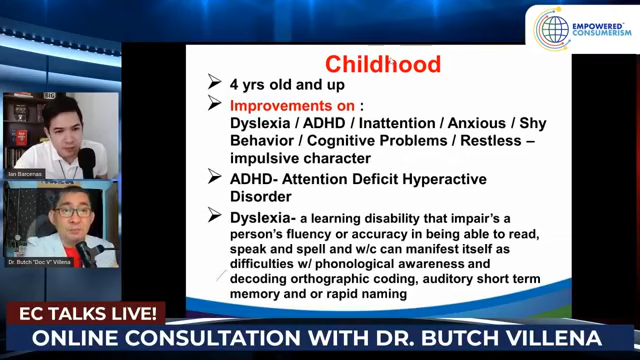 EMPOWERED
CONSUMERISM
Childhood
4 yrs old and up
Improvements on :
Dyslexia / ADHD / Inattention / Anxious / Shy
Behavior / Cognitive Problems / Restless –
impulsive character
ADHD- Attention Deficit Hyperactive
Disorder
Dyslexia- a learning disability that impair's a
person's fluency or accuracy in being able to read,
speak and spell and w/c can manifest itself as
difficulties w/ phonological awareness and
decoding orthographic coding, auditory short term
memory and or rapid naming
Ian Barcenas
Dr. Butch "Doc V" Villena
EC TALKS LIVE!
ONLINE CONSULTATION WITH DR. BUTCH VILLENA